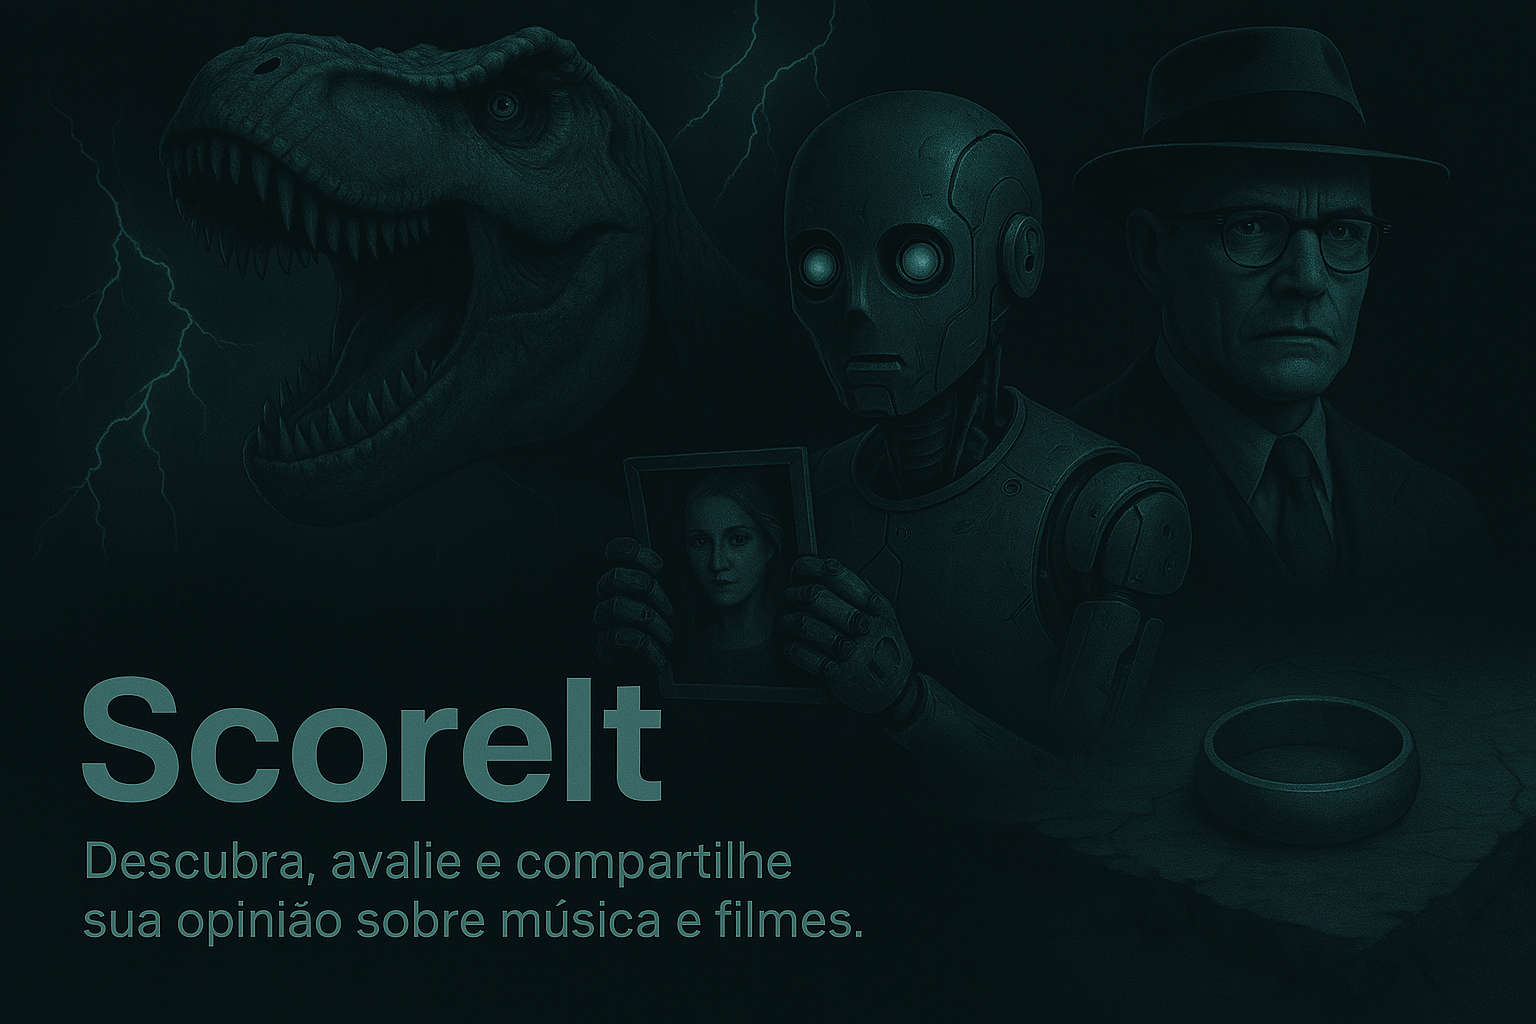 ScoreIt
Descubra, avalie e compartilhe
sua opinião sobre música e filmes.